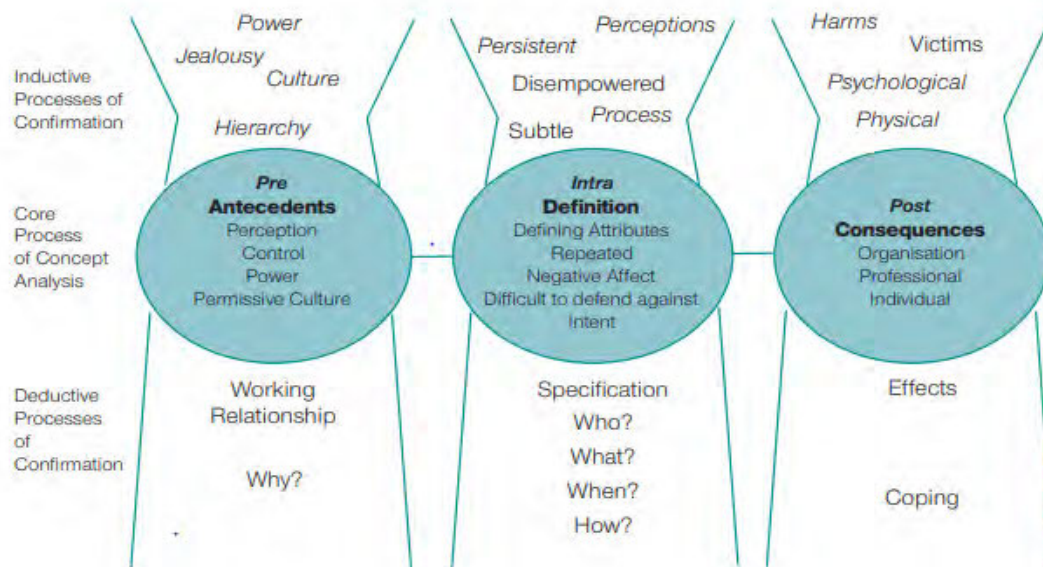 Inductive
Processes of
Confirmation
Power
Jealousy
Culture
Hierarchy
Perceptions
Persistent
Disempowered
Process
Subtle
Harms
Victims
Psychological
Physical
Core
Process
of Concept
Analysis
Pre
Antecedents
Perception
Control
Power
Permissive Culture
Intra
Definition
Defining Attributes
Repeated
Negative Affect
Difficult to defend against
Intent
Post
Consequences
Organisation
Professional
Individual
Deductive
Processes
of
Confirmation
Working
Relationship
Why?
Specification
Who?
What?
When?
How?
Effects
Coping